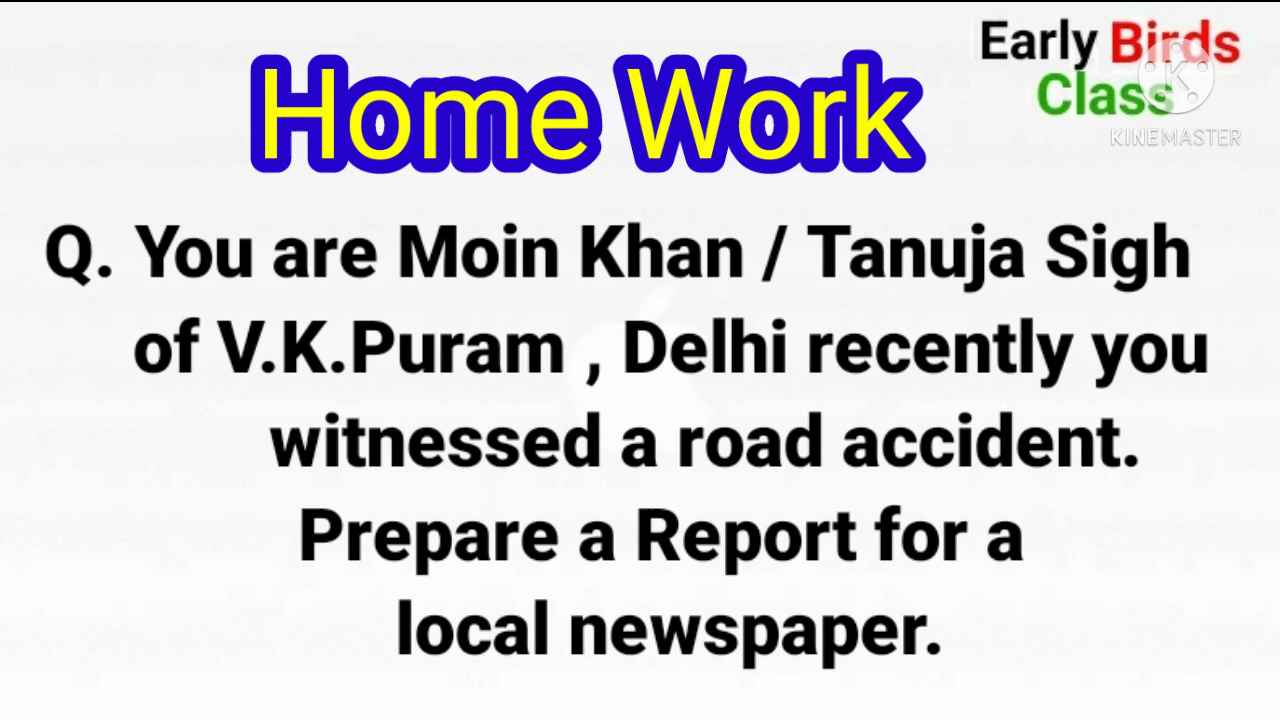 Early Birds
Class
KINEMASTER
Home Work
Q. You are Moin Khan / Tanuja Sigh
of V.K.Puram , Delhi recently you
witnessed a road accident.
Prepare a Report for a
local newspaper.